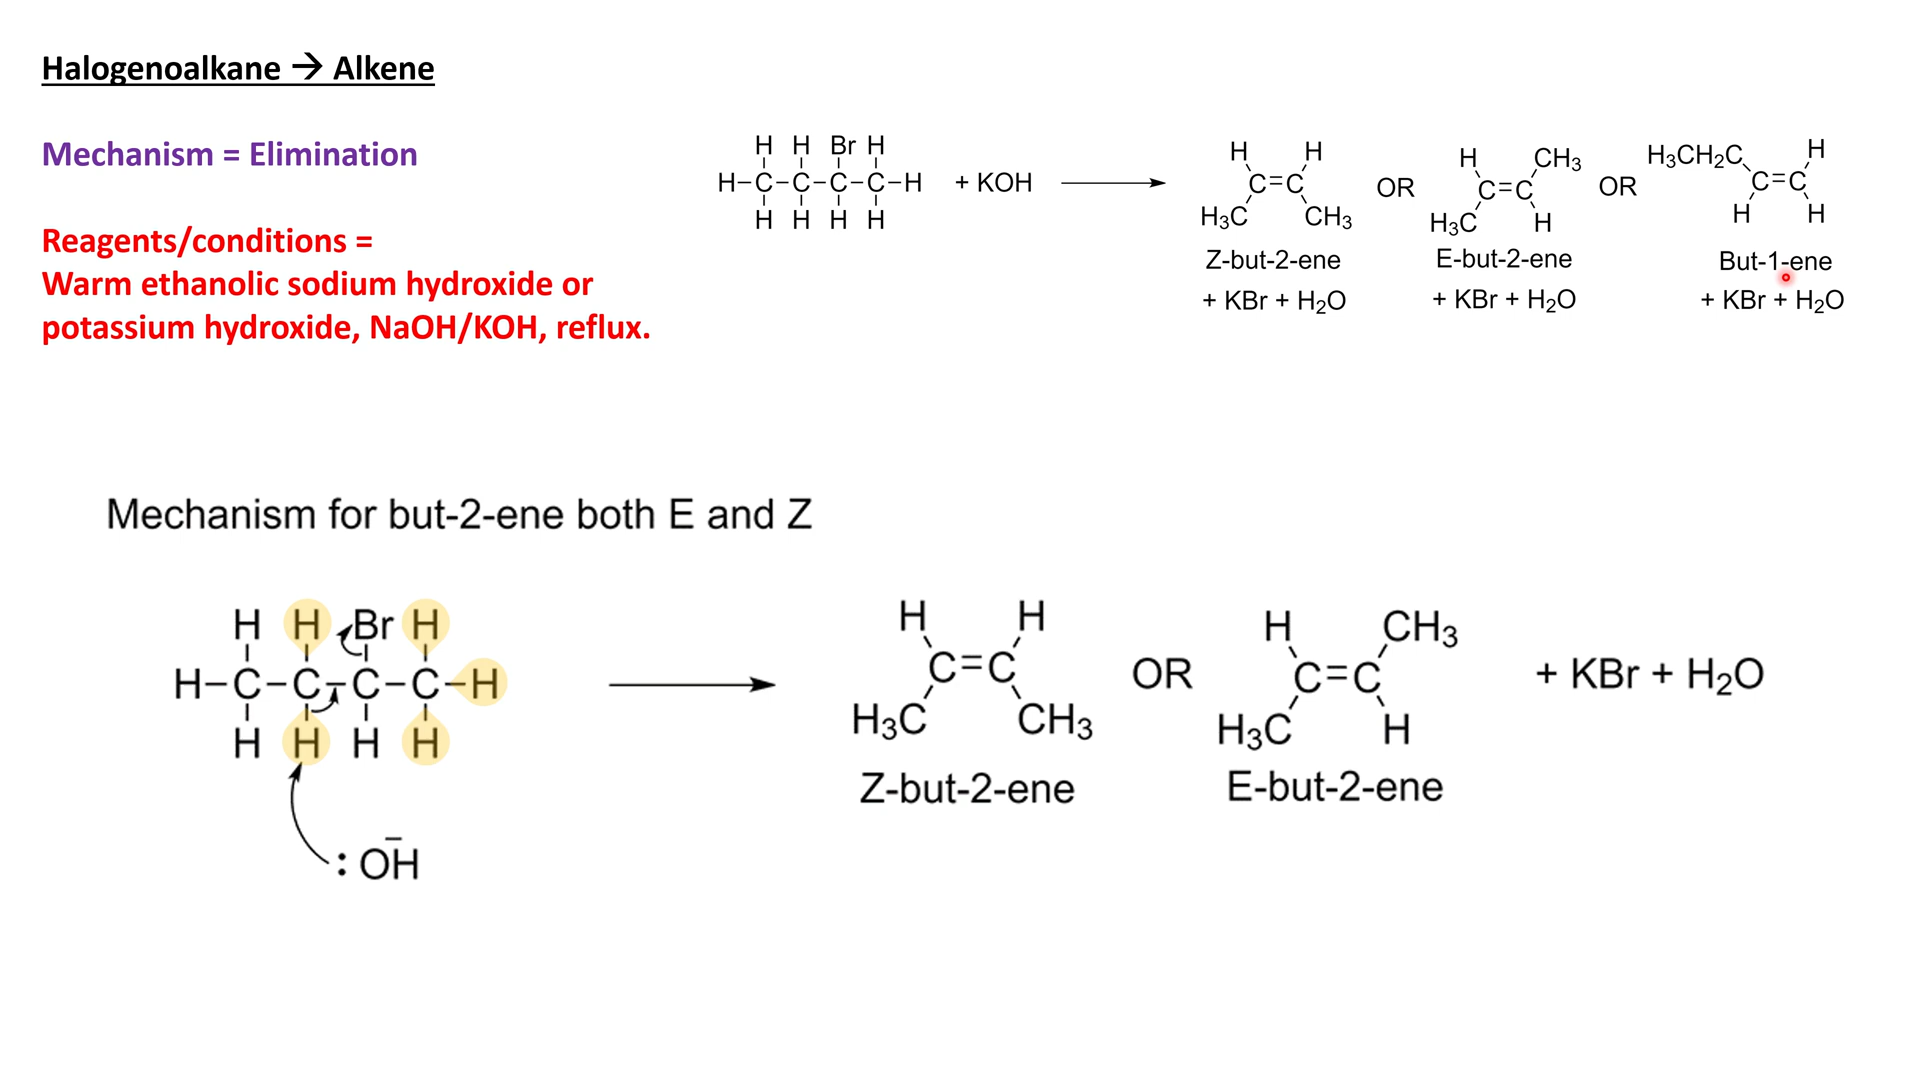 Halogenoalkane → Alkene
Mechanism = Elimination
Reagents/conditions =
Warm ethanolic sodium hydroxide or
potassium hydroxide, NaOH/KOH, reflux.
H H Br H
H-C-C-C-C-H + KOH
H H H H
H H
C=C
H₃C CH₃
Z-but-2-ene
+ KBr + H₂O
OR
H CH₃
C=C
H₃C H
E-but-2-ene
+ KBr + H₂O
OR
H₃CH₂C H
C=C
H H
But-1-ene
+ KBr + H₂O
Mechanism for but-2-ene both E and Z
H H Br H
H-C-C-C-C-H
H H H H
:OH⁻
H H
C=C
H₃C CH₃
Z-but-2-ene
OR
H CH₃
C=C
H₃C H
E-but-2-ene
+ KBr + H₂O